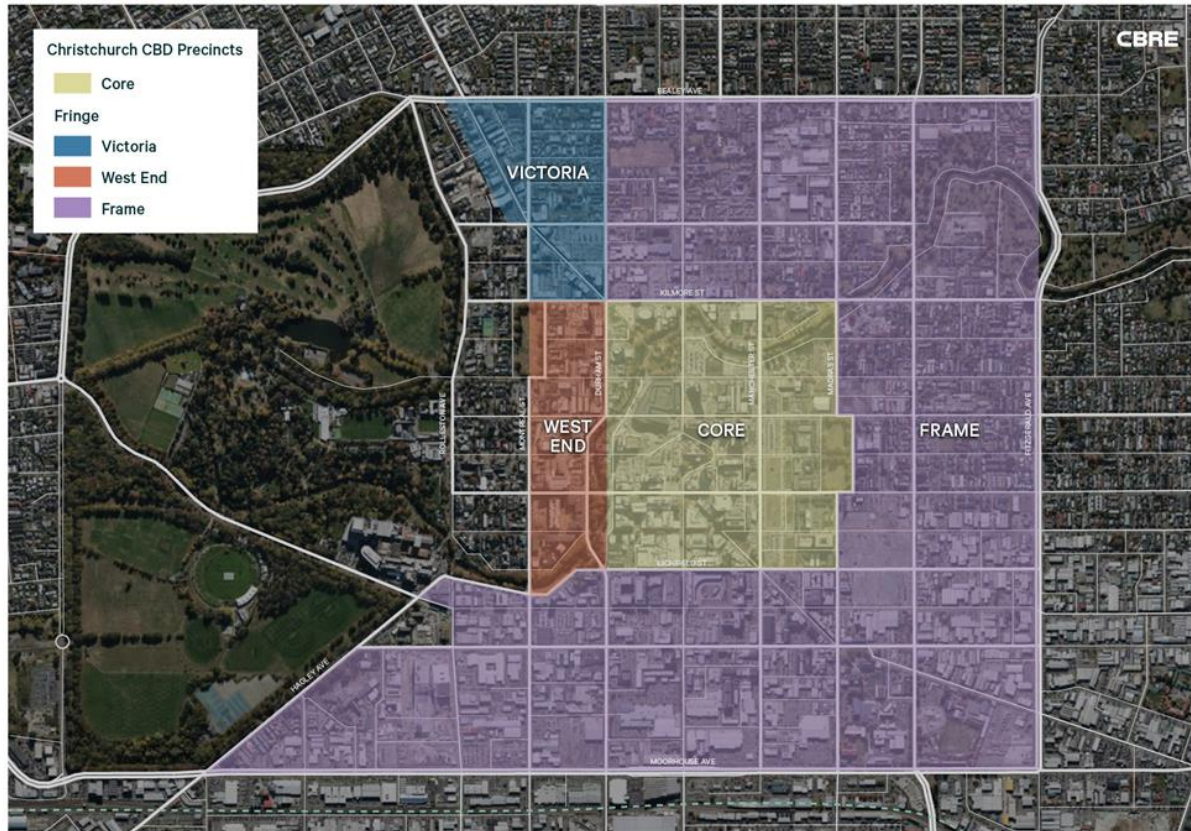 Christchurch CBD Precincts
Core
Fringe
Victoria
West End
Frame
CBRE
BEALEY AVE
VICTORIA
KILMORE ST
ROLLESTON AVE
MONTREAL ST
DURHAM ST
MANCHESTER ST
MADRAS ST
FITZGERALD AVE
WEST
END
CORE
FRAME
LICHFIELD ST
HAGLEY AVE
MOORHOUSE AVE